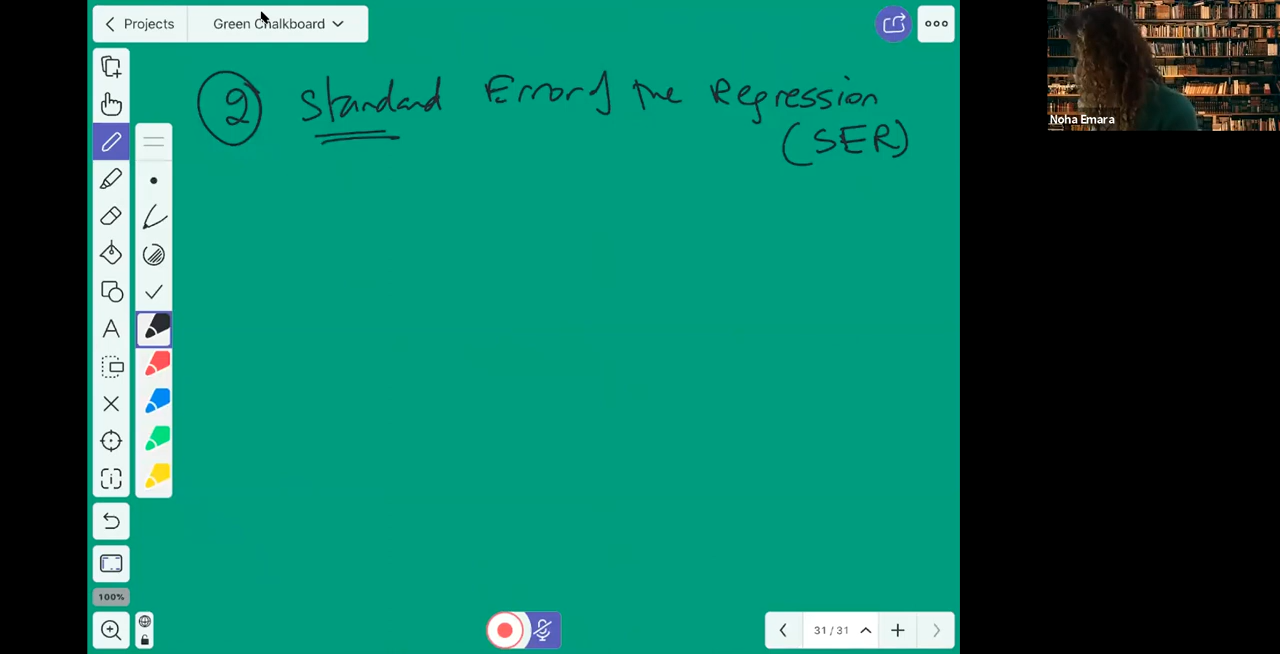 Projects
Green Chalkboard
2 Standard Error of the Regression
(SER)
Noha Emara
A
100%
31 / 31